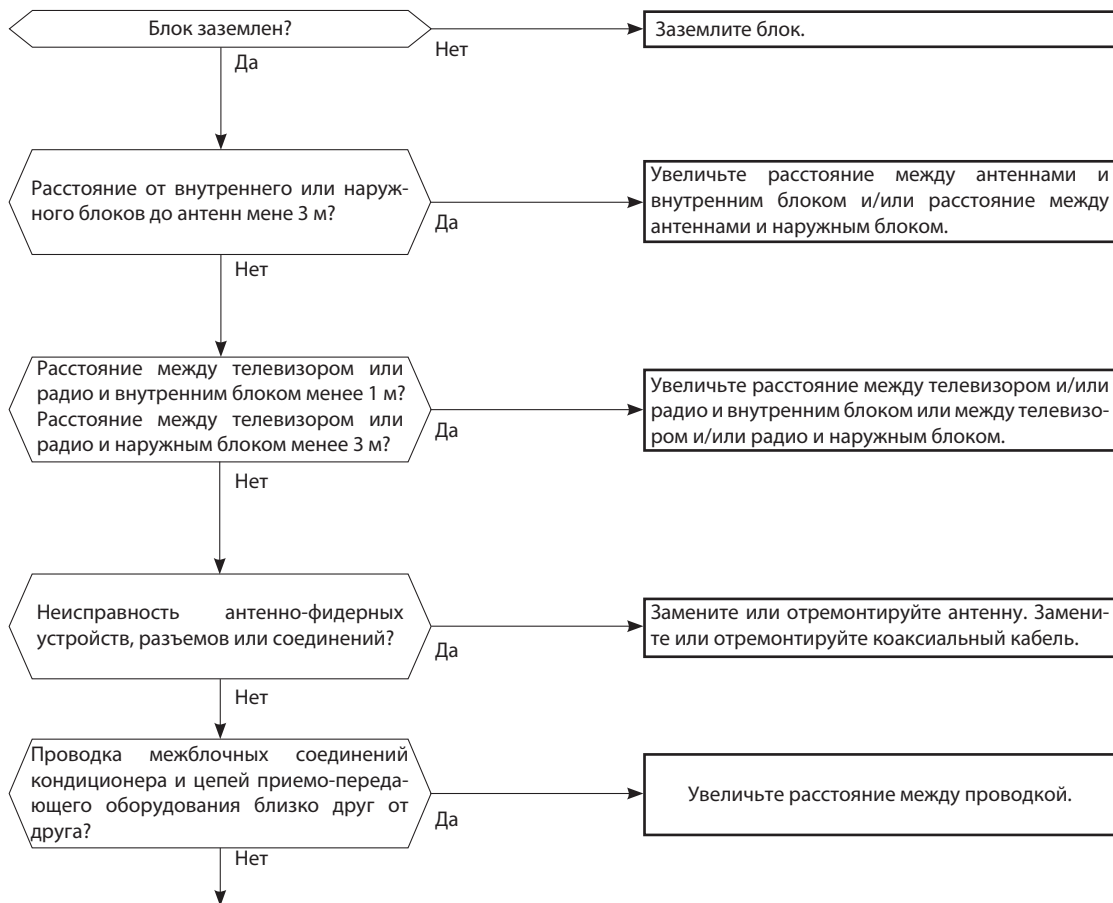 Блок заземлен?
Нет
Заземлите блок.
Да
Расстояние от внутреннего или наруж-
ного блоков до антенн мене 3 м?
Да
Увеличьте расстояние между антеннами и
внутренним блоком и/или расстояние между
антеннами и наружным блоком.
Нет
Расстояние между телевизором или
радио и внутренним блоком менее 1 м?
Расстояние между телевизором или
радио и наружным блоком менее 3 м?
Да
Увеличьте расстояние между телевизором и/или
радио и внутренним блоком или между телевизо-
ром и/или радио и наружным блоком.
Нет
Неисправность антенно-фидерных
устройств, разъемов или соединений?
Да
Замените или отремонтируйте антенну. Замени-
те или отремонтируйте коаксиальный кабель.
Нет
Проводка межблочных соединений
кондиционера и цепей приемо-переда-
ющего оборудования близко друг от
друга?
Да
Увеличьте расстояние между проводкой.
Нет